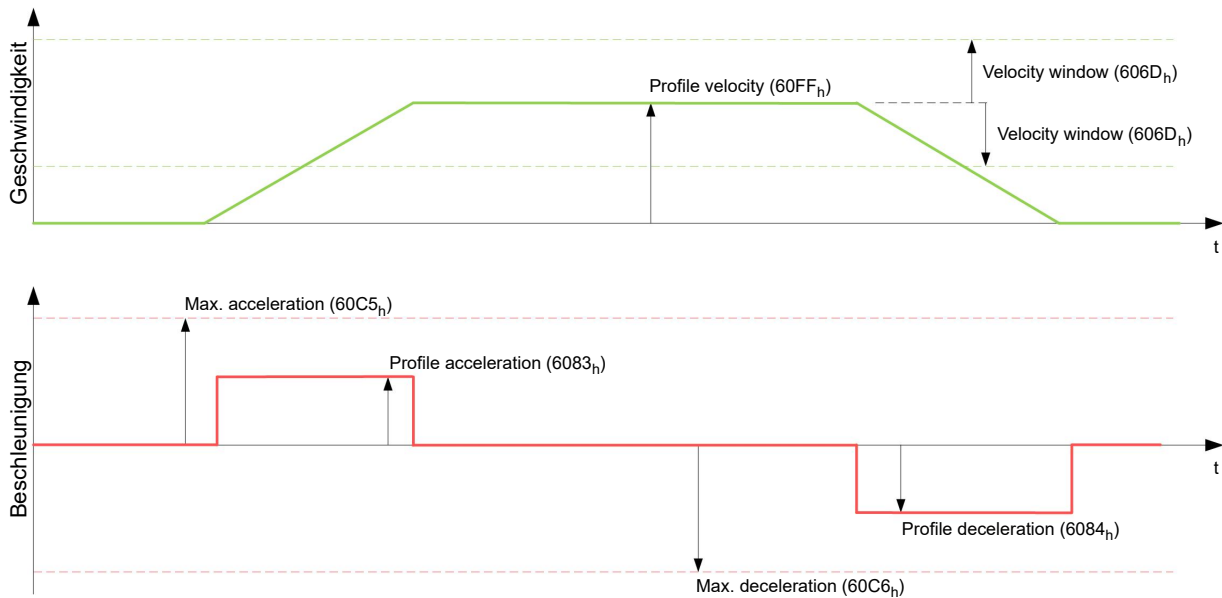 Geschwindigkeit
Profile velocity (60FFh)
Velocity window (606Dh)
Velocity window (606Dh)
t
Beschleunigung
Max. acceleration (60C5h)
Profile acceleration (6083h)
t
Profile deceleration (6084h)
Max. deceleration (60C6h)